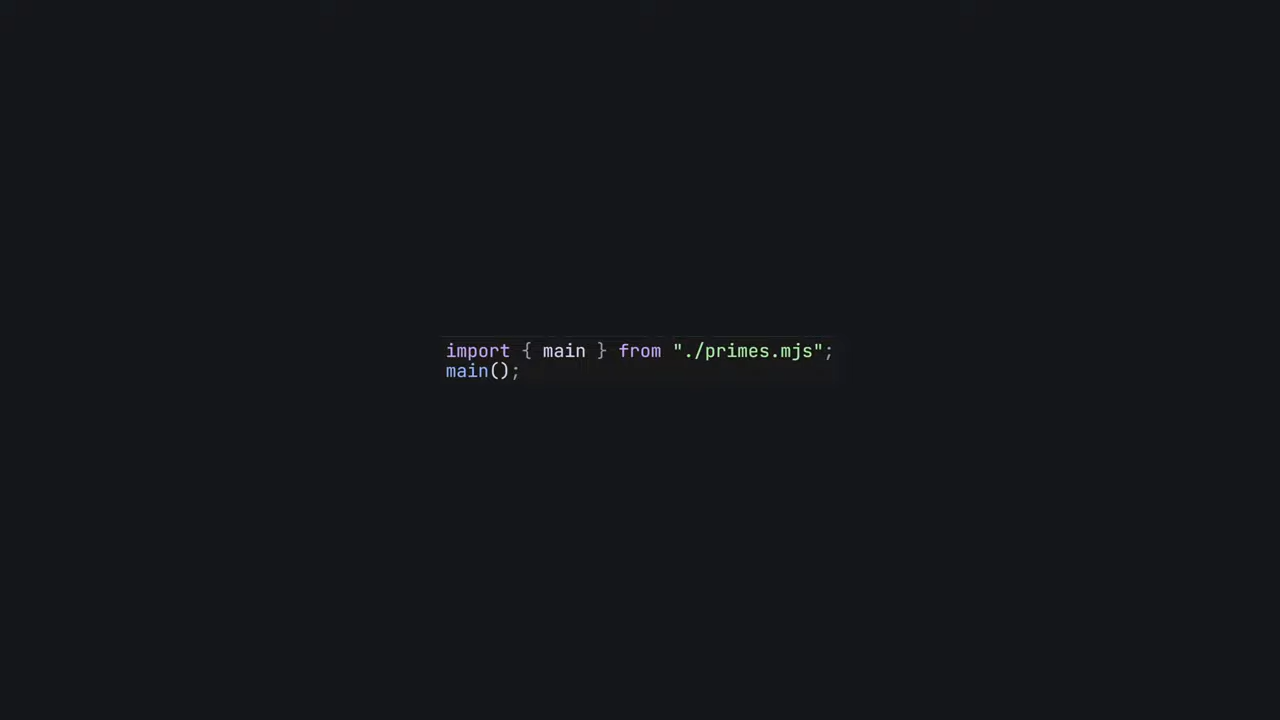 import { main } from "./primes.mjs";
main();